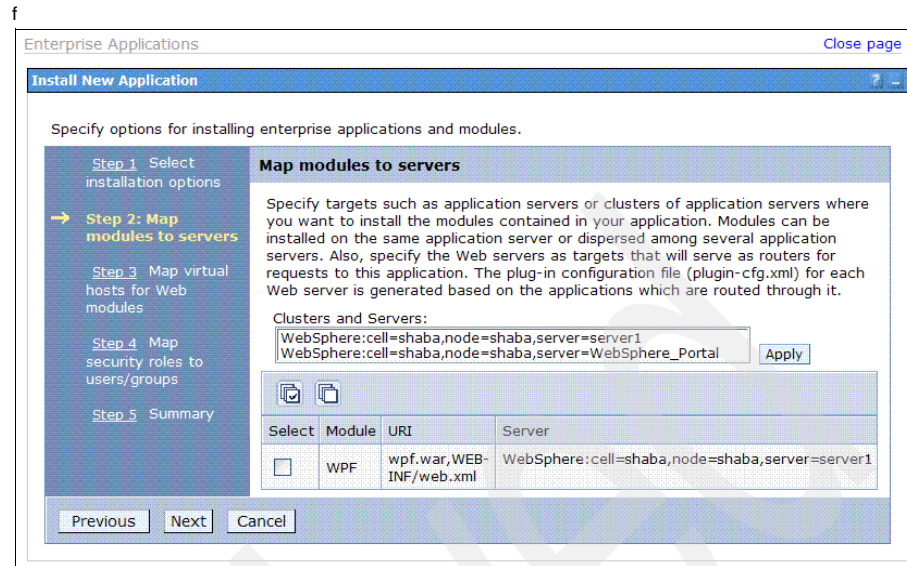 f
Enterprise Applications
Close page
Install New Application
? _
Specify options for installing enterprise applications and modules.
Step 1 Select
installation options
Step 2: Map
modules to servers
Step 3 Map virtual
hosts for Web
modules
Step 4 Map
security roles to
users/groups
Step 5 Summary
Map modules to servers
Specify targets such as application servers or clusters of application servers where
you want to install the modules contained in your application. Modules can be
installed on the same application server or dispersed among several application
servers. Also, specify the Web servers as targets that will serve as routers for
requests to this application. The plug-in configuration file (plugin-cfg.xml) for each
Web server is generated based on the applications which are routed through it.
Clusters and Servers:
WebSphere:cell=shaba,node=shaba,server=server1
WebSphere:cell=shaba,node=shaba,server=WebSphere_Portal
Apply
Select Module URI Server
WPF
wpf.war,WEB-
INF/web.xml
WebSphere:cell=shaba,node=shaba,server=server1
Previous Next Cancel